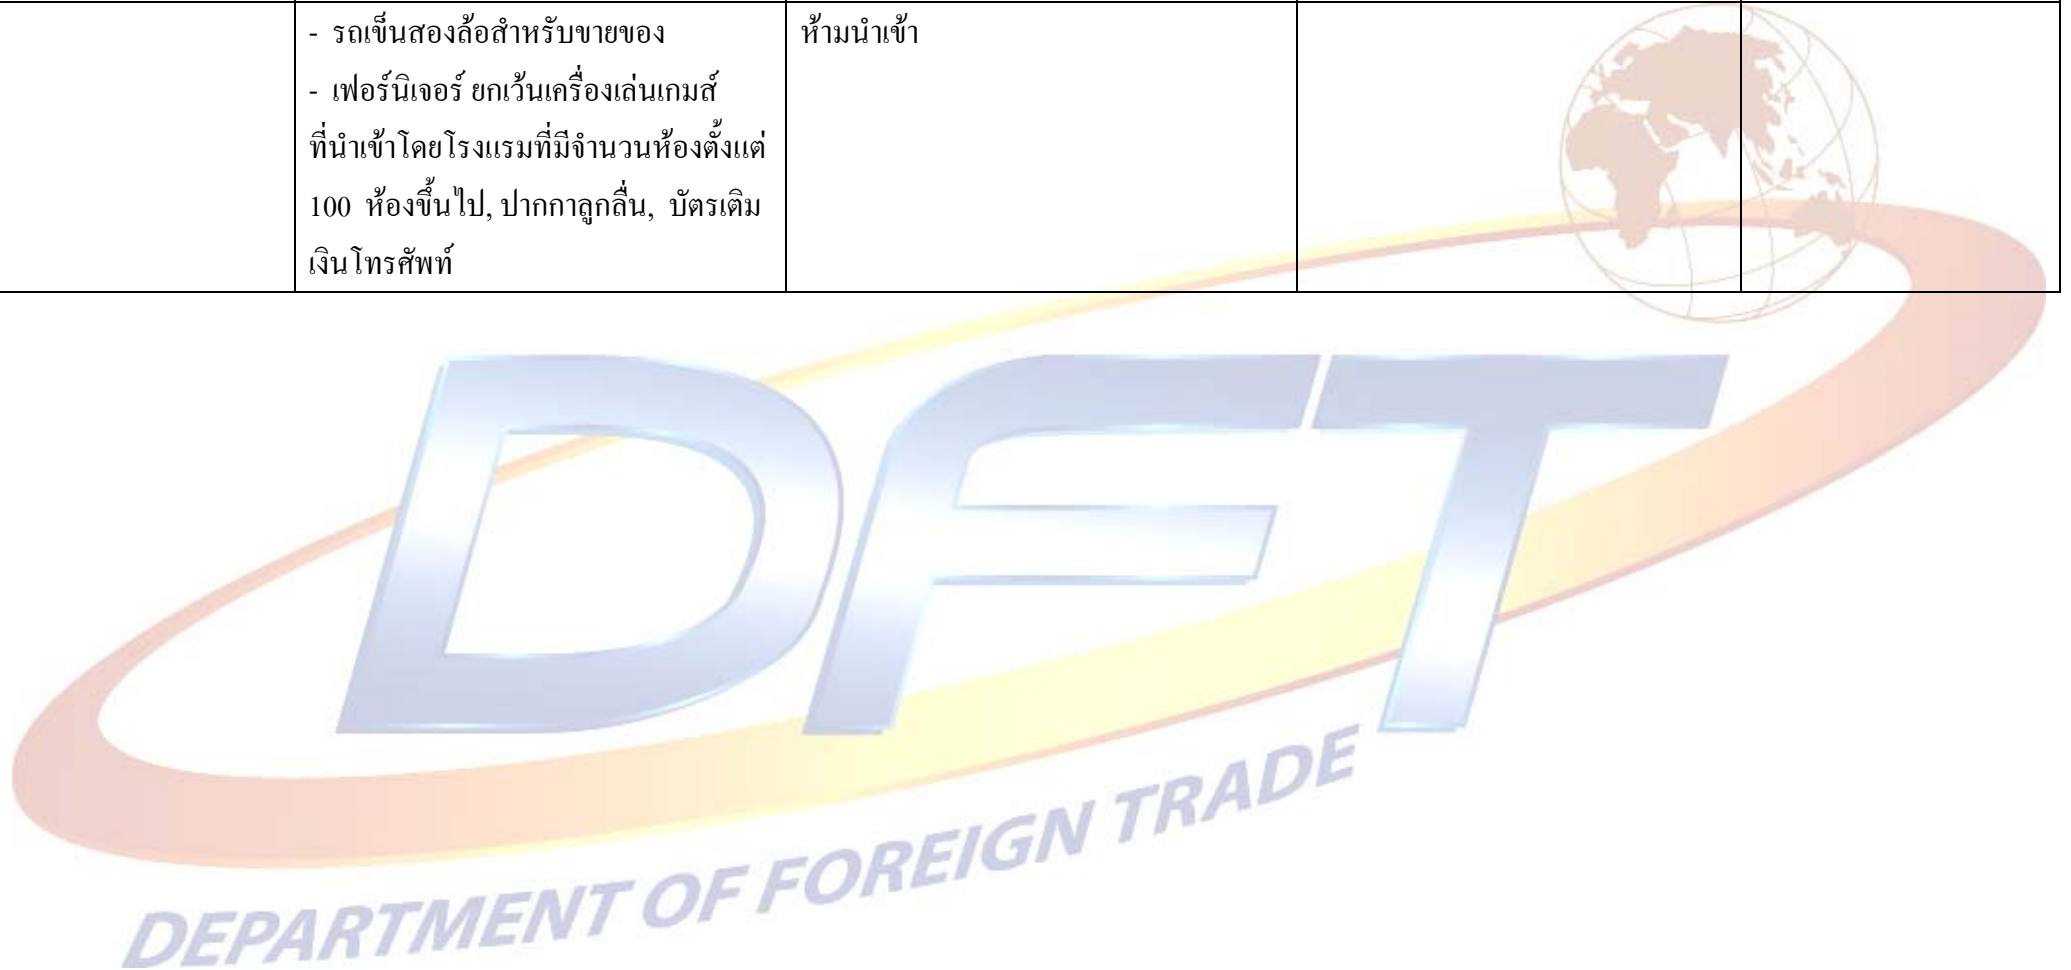 - รถเข็นสองล้อสำหรับขายของ
ห้ามนำเข้า
- เฟอร์นิเจอร์ ยกเว้นเครื่องเล่นเกมส์
ที่นำเข้าโดยโรงแรมที่มีจำนวนห้องตั้งแต่
100 ห้องขึ้นไป, ปากกาลูกลื่น, บัตรเติม
เงินโทรศัพท์
DFT
DEPARTMENT OF FOREIGN TRADE